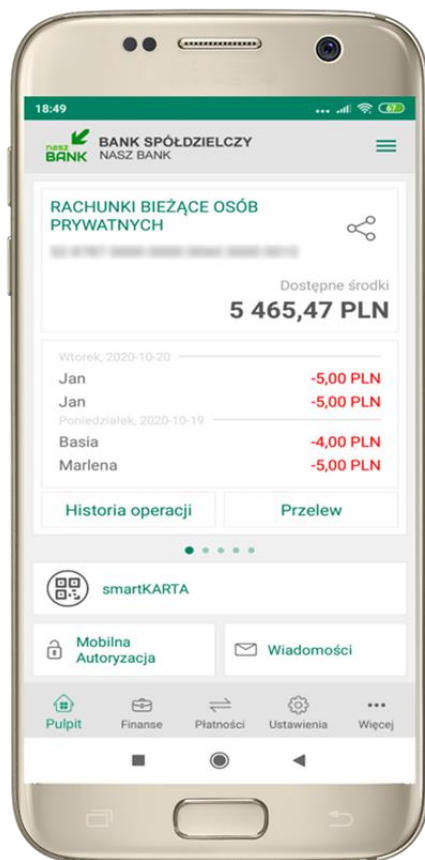 18:49
67
nasz
BANK
BANK SPÓŁDZIELCZY
NASZ BANK
RACHUNKI BIEŻĄCE OSÓB
PRYWATNYCH
Dostępne środki
5 465,47 PLN
Wtorek, 2020-10-20
Jan -5,00 PLN
Jan -5,00 PLN
Poniedziałek, 2020-10-19
Basia -4,00 PLN
Marlena -5,00 PLN
Historia operacji Przelew
smartKARTA
Mobilna
Autoryzacja
Wiadomości
Pulpit Finanse Płatności Ustawienia Więcej